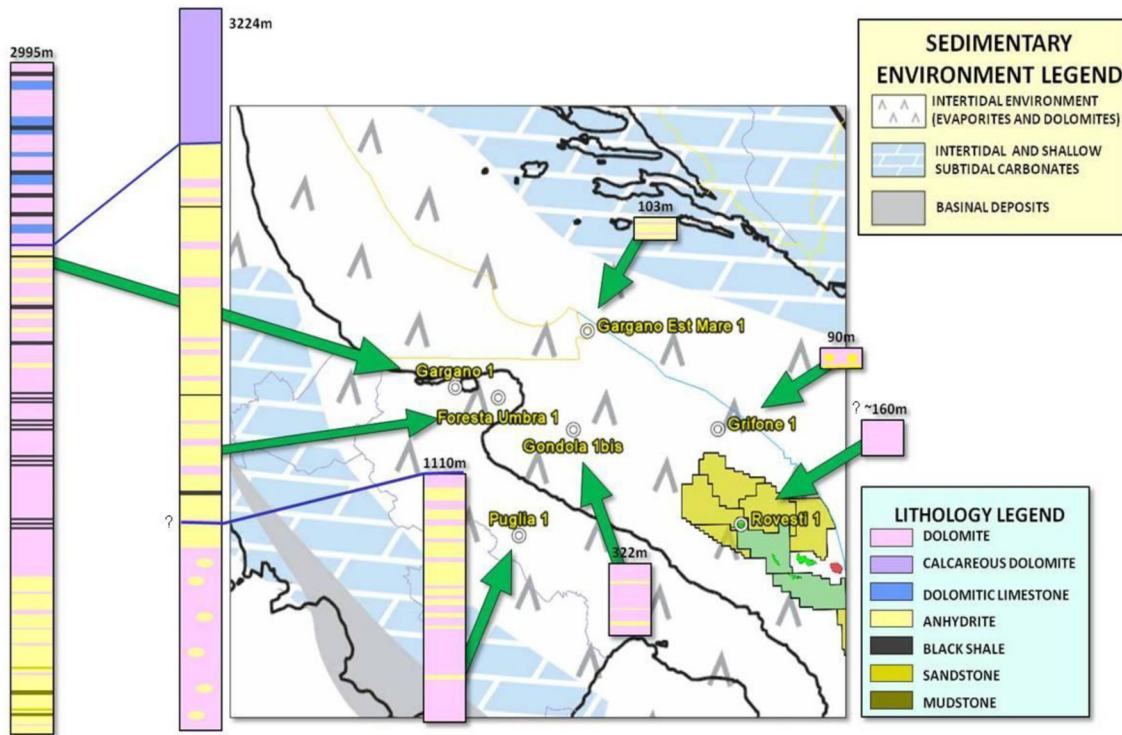 3224m
2995m
SEDIMENTARY
ENVIRONMENT LEGEND
INTERTIDAL ENVIRONMENT
(EVAPORITES AND DOLOMITES)
INTERTIDAL AND SHALLOW
SUBTIDAL CARBONATES
BASINAL DEPOSITS
103m
Gargano Est Mare 1
90m
Gargano 1
Foresta Umbra 1
? ~160m
Grifone 1
Gondola 1bis
1110m
?
Puglia 1
Rovesti 1
322m
LITHOLOGY LEGEND
DOLOMITE
CALCAREOUS DOLOMITE
DOLOMITIC LIMESTONE
ANHYDRITE
BLACK SHALE
SANDSTONE
MUDSTONE